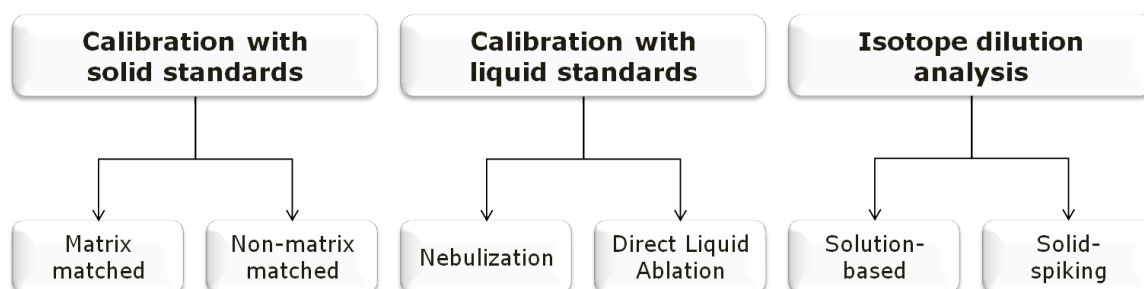 Calibration with
solid standards
Calibration with
liquid standards
Isotope dilution
analysis
Matrix
matched
Non-matrix
matched
Nebulization
Direct Liquid
Ablation
Solution-
based
Solid-
spiking